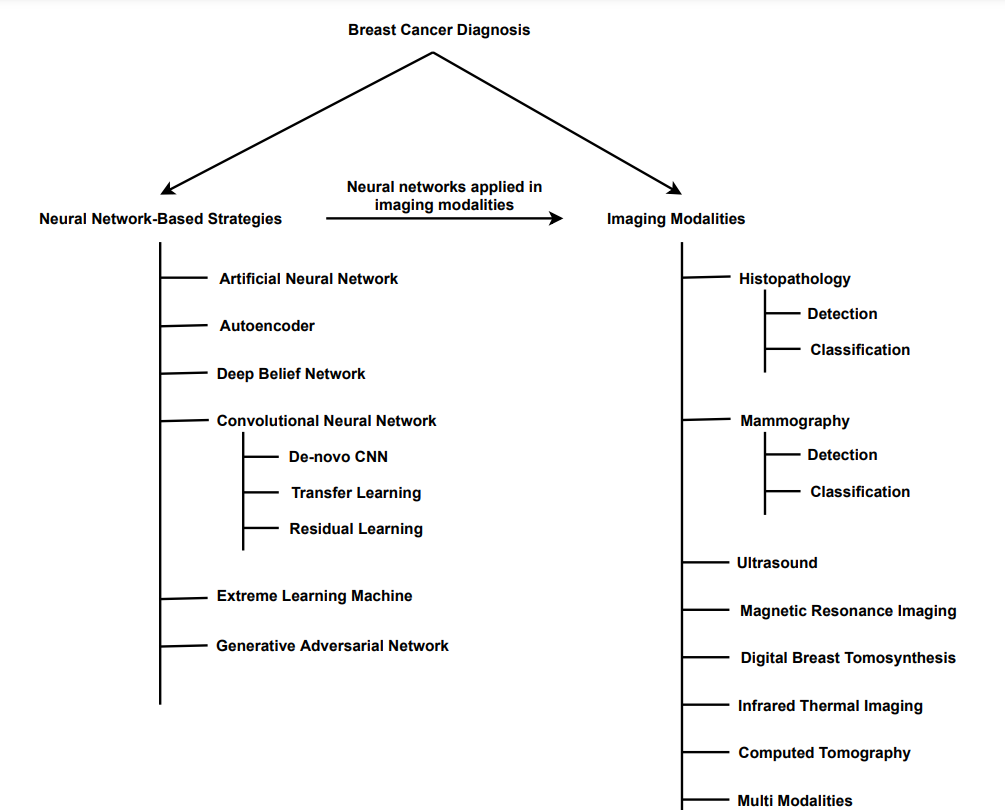 Breast Cancer Diagnosis
Neural networks applied in
imaging modalities
Neural Network-Based Strategies
Imaging Modalities
Artificial Neural Network
Autoencoder
Deep Belief Network
Convolutional Neural Network
De-novo CNN
Transfer Learning
Residual Learning
Extreme Learning Machine
Generative Adversarial Network
Histopathology
Detection
Classification
Mammography
Detection
Classification
Ultrasound
Magnetic Resonance Imaging
Digital Breast Tomosynthesis
Infrared Thermal Imaging
Computed Tomography
Multi Modalities